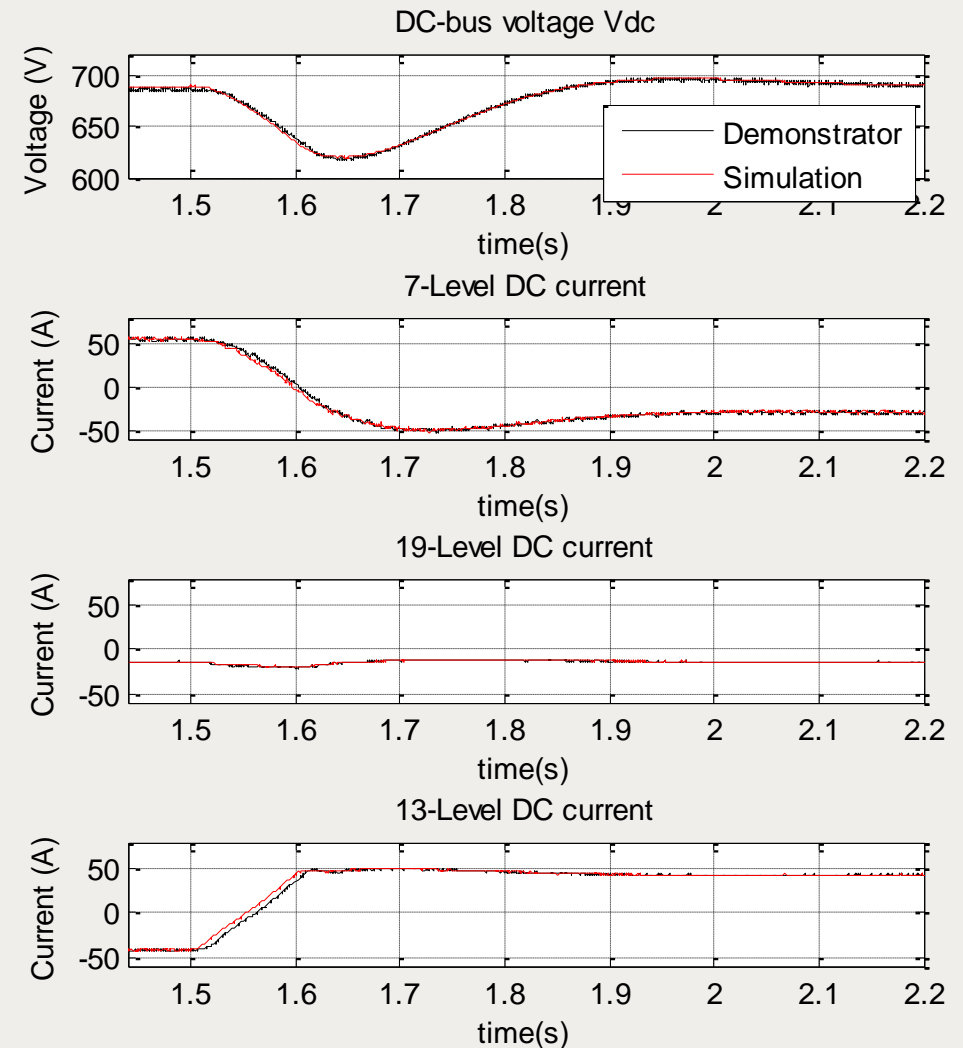 DC-bus voltage Vdc
Voltage (V)
700
650
600
Demonstrator
Simulation
1.5 1.6 1.7 1.8 1.9 2 2.1 2.2
time(s)
7-Level DC current
Current (A)
50
0
-50
1.5 1.6 1.7 1.8 1.9 2 2.1 2.2
time(s)
19-Level DC current
Current (A)
50
0
-50
1.5 1.6 1.7 1.8 1.9 2 2.1 2.2
time(s)
13-Level DC current
Current (A)
50
0
-50
1.5 1.6 1.7 1.8 1.9 2 2.1 2.2
time(s)